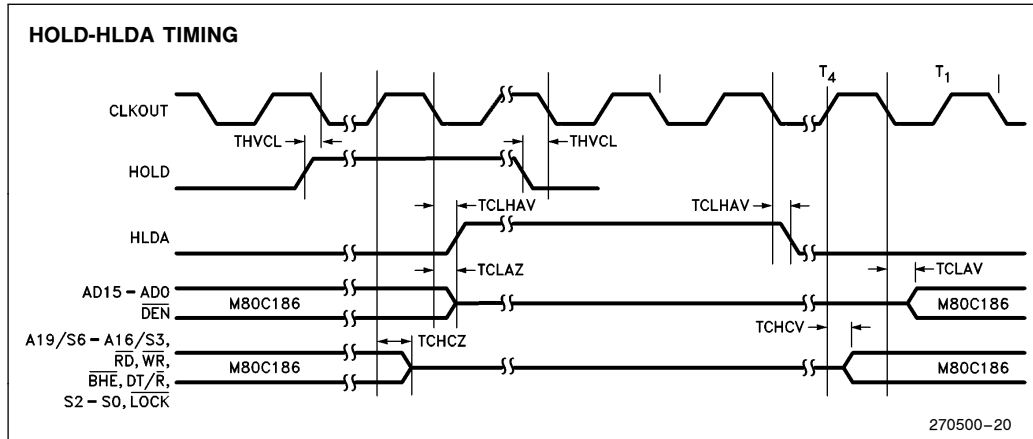 HOLD-HLDA TIMING
T4
T1
CLKOUT
THVCL
THVCL
HOLD
TCLHAV
TCLHAV
HLDA
TCLAZ
TCLAV
AD15-AD0
DEN
M80C186
M80C186
TCHCZ
TCHCV
A19/S6-A16/S3,
RD, WR,
BHE, DT/R,
S2-S0, LOCK
M80C186
M80C186
270500-20